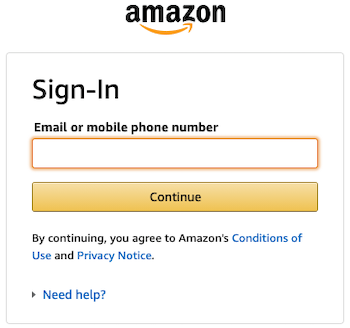 amazon
Sign-In
Email or mobile phone number
Continue
By continuing, you agree to Amazon's Conditions of
Use and Privacy Notice.
Need help?